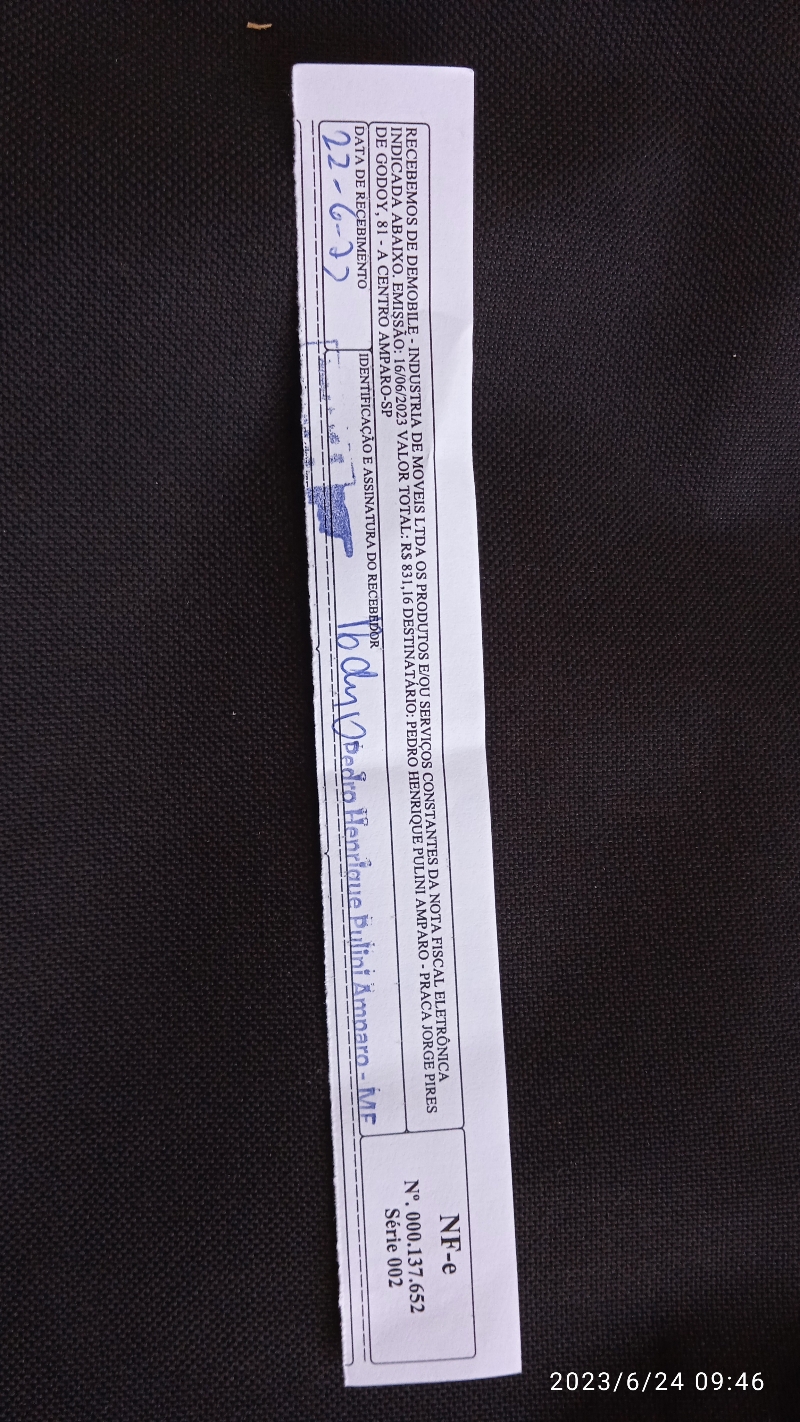 RECEBEMOS DE DEMOBILE - INDUSTRIA DE MOVEIS LTDA OS PRODUTOS E/OU SERVIÇOS CONSTANTES DA NOTA FISCAL ELETRÔNICA
INDICADA ABAIXO. EMISSÃO: 16/06/2023 VALOR TOTAL: R$ 831,16 DESTINATÁRIO: PEDRO HENRIQUE PULINI AMPARO - PRACA JORGE PIRES
DE GODOY, 81 - A CENTRO AMPARO-SP
DATA DE RECEBIMENTO
22-6-23
IDENTIFICAÇÃO E ASSINATURA DO RECEBEDOR
Pedro Henrique Pulini Amparo - ME
NF-e
Nº. 000.137.652
Série 002
2023/6/24 09:46